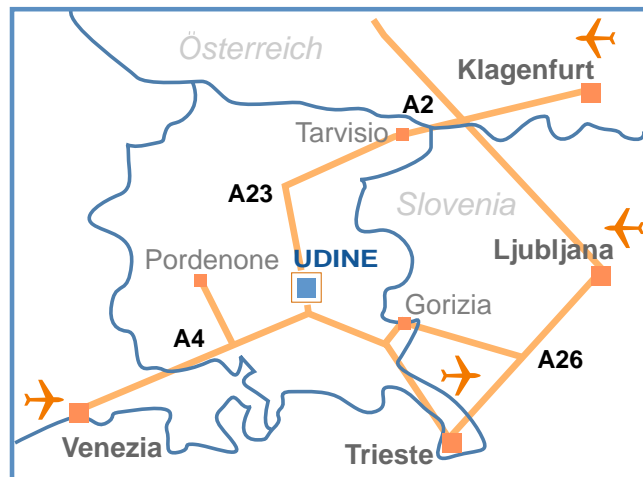 Österreich
Klagenfurt
A2
Tarvisio
A23
Slovenia
Pordenone
UDINE
Ljubljana
Gorizia
A4
A26
Venezia
Trieste